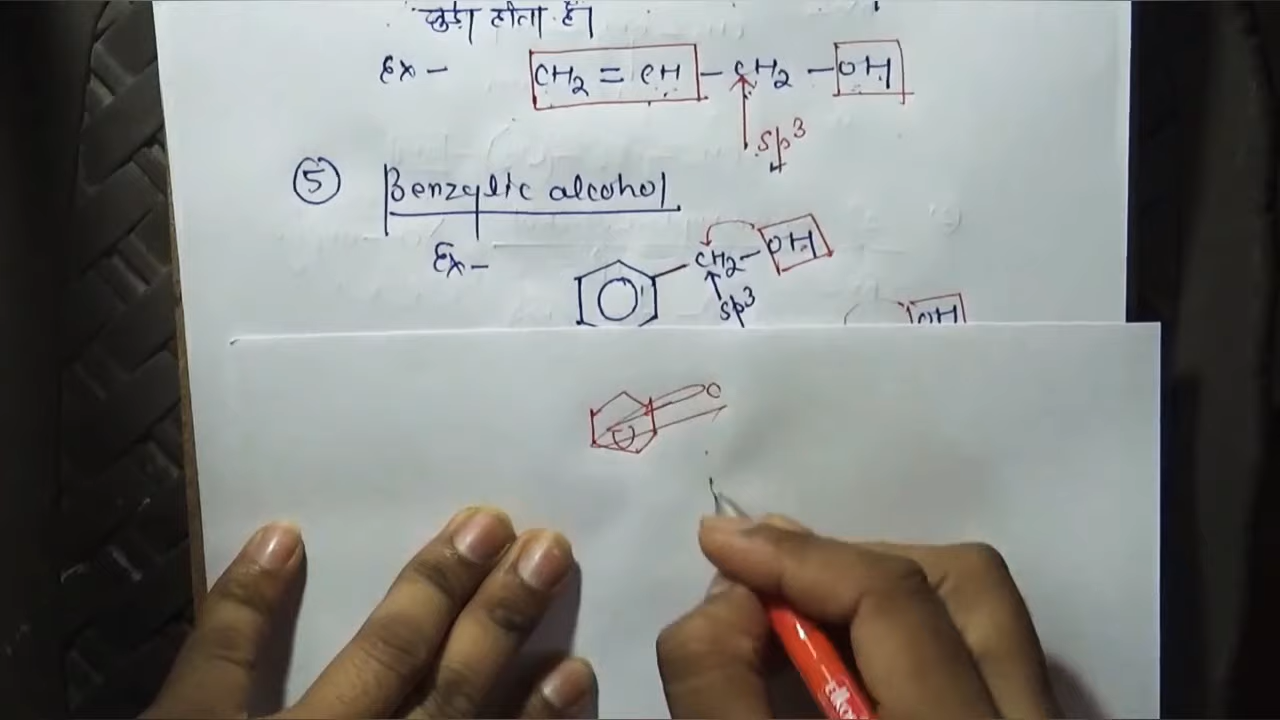 जुड़ा होता है।
Ex - CH₂ = CH - CH₂ - OH
sp³
⑤ Benzylic alcohol
Ex - CH₂ - OH
sp³
OH